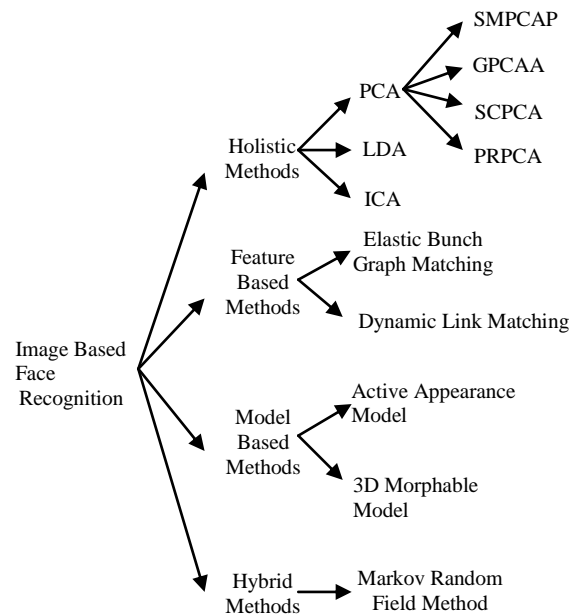 SMPCAP
GPCAA
SCPCA
PRPCA
PCA
LDA
ICA
Holistic
Methods
Elastic Bunch
Graph Matching
Feature
Based
Methods
Dynamic Link Matching
Image Based
Face
Recognition
Active Appearance
Model
Model
Based
Methods
3D Morphable
Model
Hybrid
Methods
Markov Random
Field Method